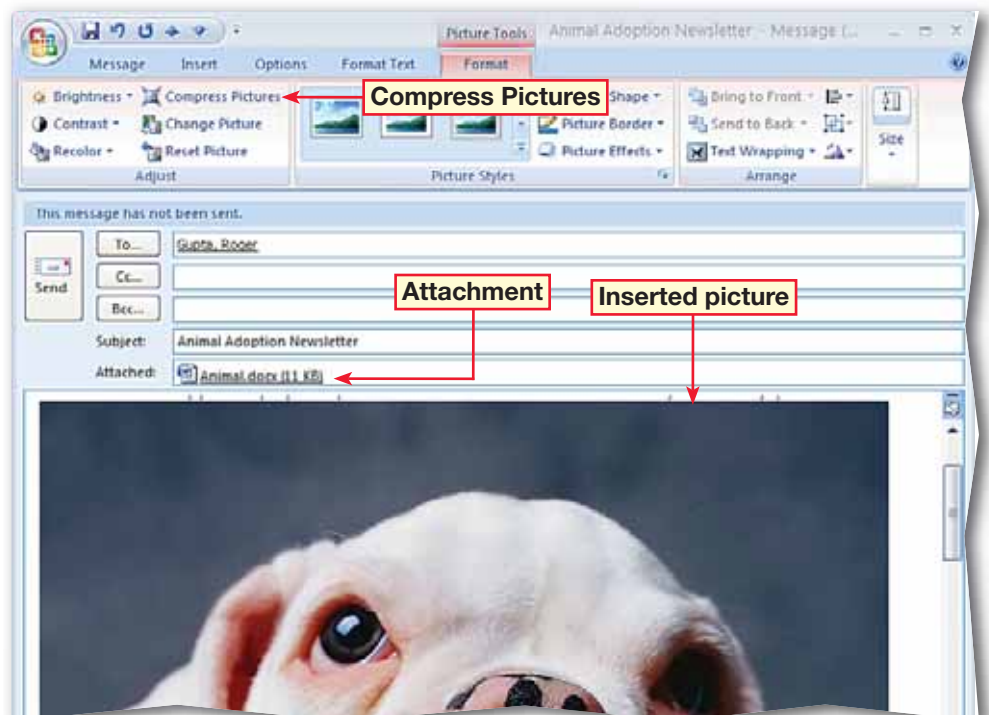 Picture Tools Animal Adoption Newsletter - Message (...
Message Insert Options Format Text Format
Brightness Compress Pictures Compress Pictures Shape Bring to Front
Contrast Change Picture Picture Border Send to Back
Recolor Reset Picture Picture Effects Text Wrapping Size
Adjust Picture Styles Arrange
This message has not been sent.
To... Gupta, Roger
Send Cc...
Attachment Inserted picture
Bcc...
Subject: Animal Adoption Newsletter
Attached: Animal.docx (11 KB)